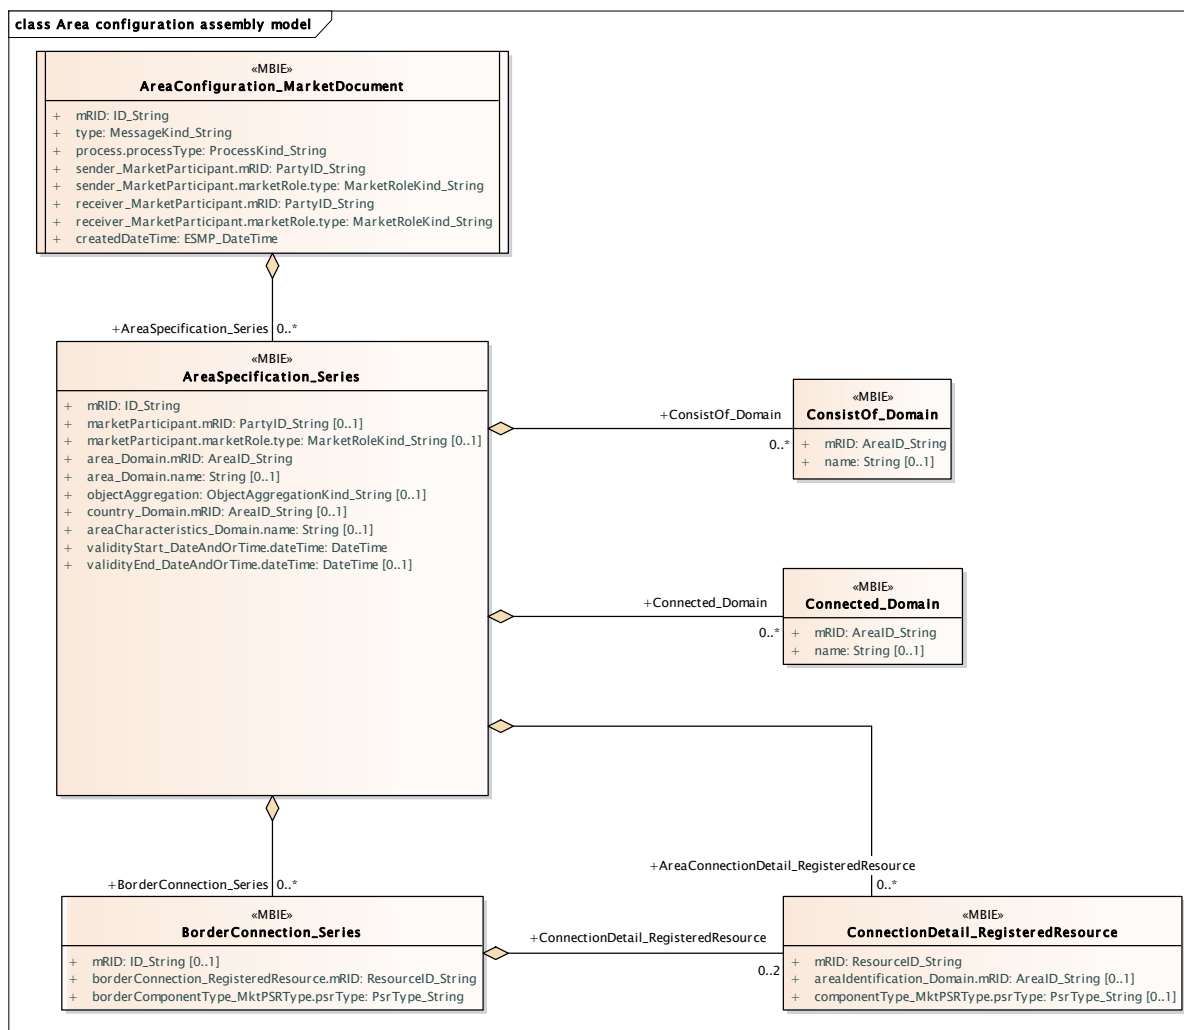 class Area configuration assembly model
«MBIE»
AreaConfiguration_MarketDocument
+ mRID: ID_String
+ type: MessageKind_String
+ process.processType: ProcessKind_String
+ sender_MarketParticipant.mRID: PartyID_String
+ sender_MarketParticipant.marketRole.type: MarketRoleKind_String
+ receiver_MarketParticipant.mRID: PartyID_String
+ receiver_MarketParticipant.marketRole.type: MarketRoleKind_String
+ createdDateTime: ESMP_DateTime
+AreaSpecification_Series 0..*
«MBIE»
AreaSpecification_Series
+ mRID: ID_String
+ marketParticipant.mRID: PartyID_String [0..1]
+ marketParticipant.marketRole.type: MarketRoleKind_String [0..1]
+ area_Domain.mRID: AreaID_String
+ area_Domain.name: String [0..1]
+ objectAggregation: ObjectAggregationKind_String [0..1]
+ country_Domain.mRID: AreaID_String [0..1]
+ areaCharacteristics_Domain.name: String [0..1]
+ validityStart_DateAndOrTime.dateTime: DateTime
+ validityEnd_DateAndOrTime.dateTime: DateTime [0..1]
+ConsistOf_Domain
0..*
«MBIE»
ConsistOf_Domain
+ mRID: AreaID_String
+ name: String [0..1]
+Connected_Domain
0..*
«MBIE»
Connected_Domain
+ mRID: AreaID_String
+ name: String [0..1]
+AreaConnectionDetail_RegisteredResource
0..*
+BorderConnection_Series 0..*
«MBIE»
BorderConnection_Series
+ mRID: ID_String [0..1]
+ borderConnection_RegisteredResource.mRID: ResourceID_String
+ borderComponentType_MktPSRType.psrType: PsrType_String
+ConnectionDetail_RegisteredResource
0..2
«MBIE»
ConnectionDetail_RegisteredResource
+ mRID: ResourceID_String
+ areaIdentification_Domain.mRID: AreaID_String [0..1]
+ componentType_MktPSRType.psrType: PsrType_String [0..1]